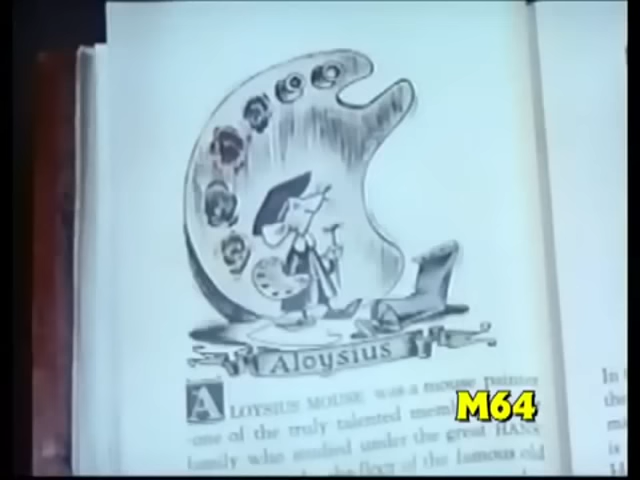 Aloysius
ALOYSIUS MOUSE was a mouse painter
one of the truly talented
M64
family who studied under the great HANS
the floor of the famous old
In
the